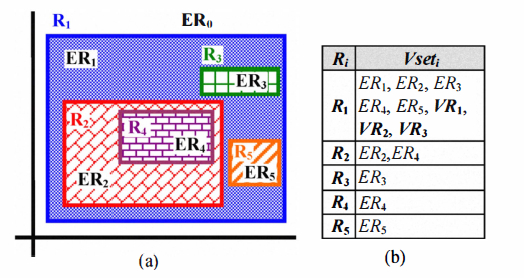 R1 ER0
ER1
R3
ER3
R2
R4
ER4
R5
ER2
ER5
(a)
Ri Vseti
R1 ER1, ER2, ER3
ER4, ER5, VR1,
VR2, VR3
R2 ER2,ER4
R3 ER3
R4 ER4
R5 ER5
(b)